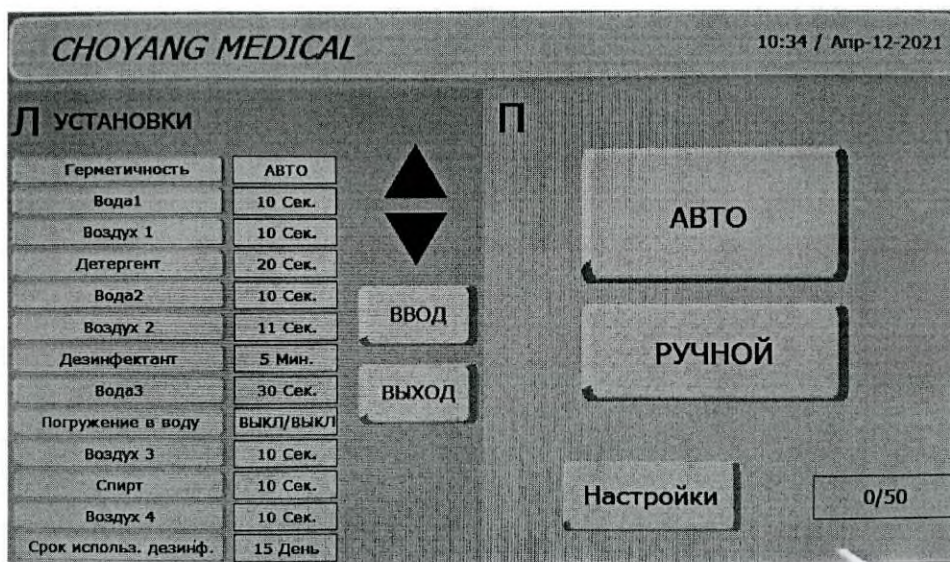 CHOYANG MEDICAL
10:34 / Апр-12-2021
Л УСТАНОВКИ
Герметичность АВТО
Вода1 10 Сек.
Воздух 1 10 Сек.
Детергент 20 Сек.
Вода2 10 Сек.
Воздух 2 11 Сек.
Дезинфектант 5 Мин.
Вода3 30 Сек.
Погружение в воду ВЫКЛ/ВЫКЛ
Воздух 3 10 Сек.
Спирт 10 Сек.
Воздух 4 10 Сек.
Срок использ. дезинф. 15 День
ВВОД
ВЫХОД
П
АВТО
РУЧНОЙ
Настройки
0/50